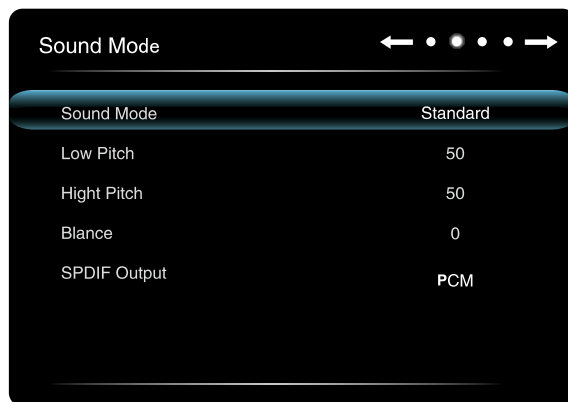 Sound Mode
Sound Mode Standard
Low Pitch 50
Hight Pitch 50
Blance 0
SPDIF Output PCM